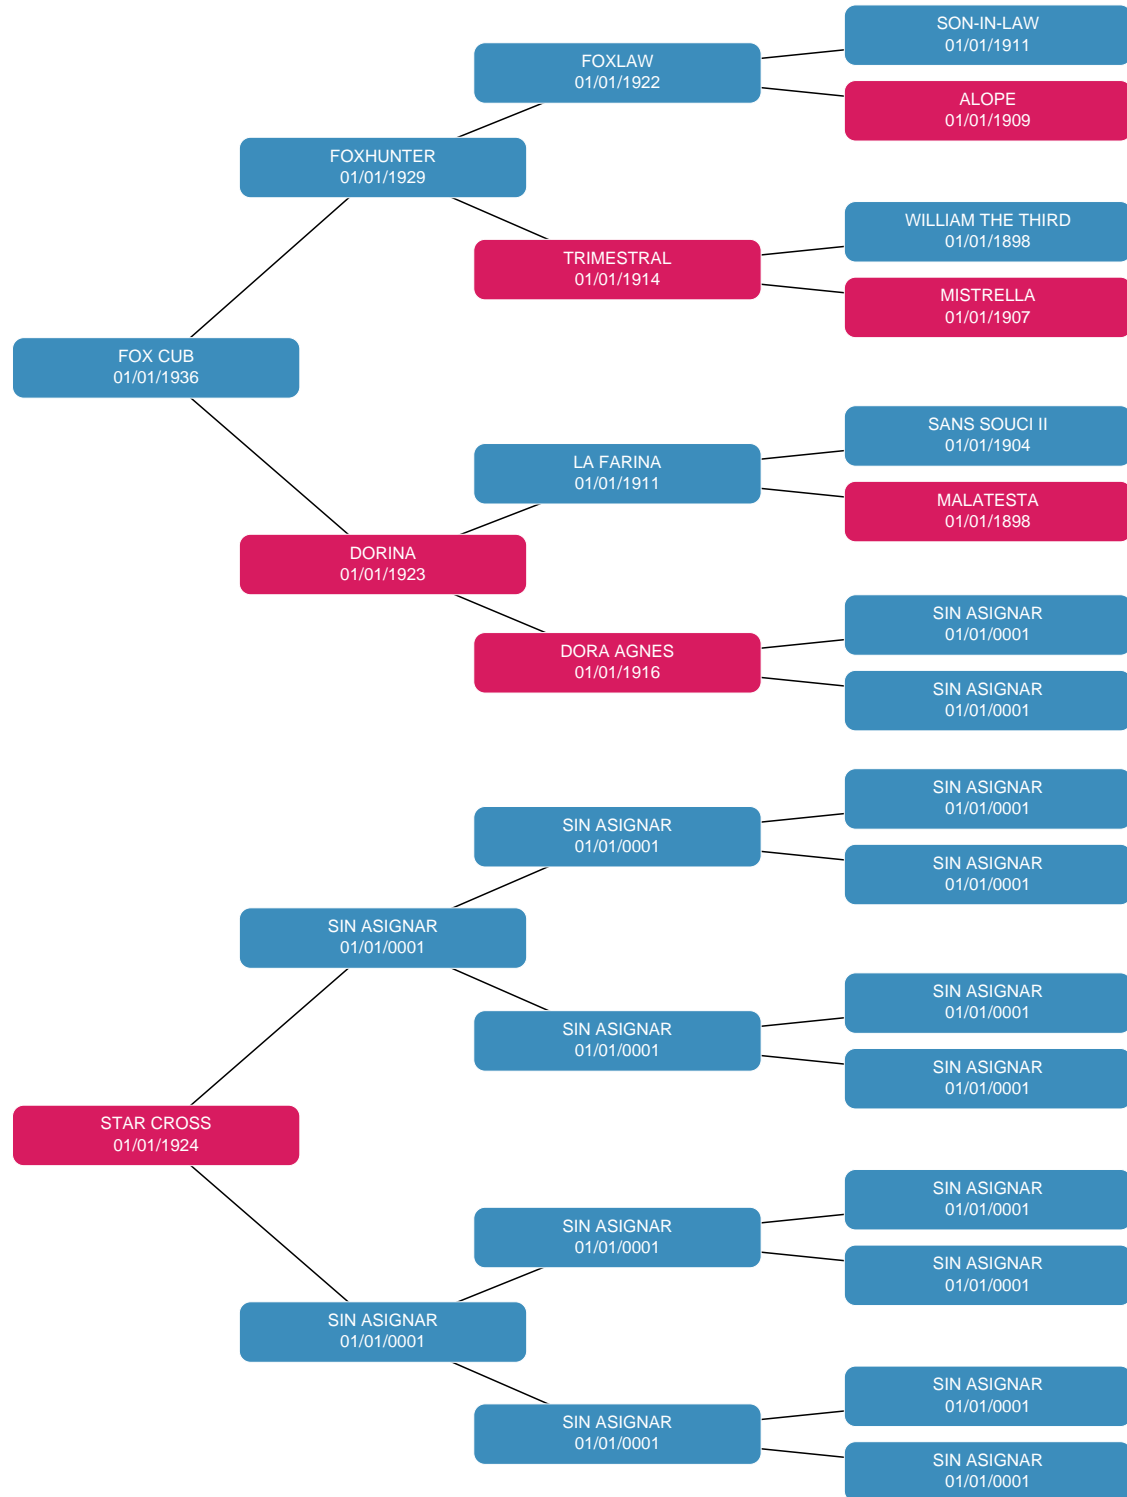 SON-IN-LAW
01/01/1911
FOXLAW
01/01/1922
ALOPE
01/01/1909
FOXHUNTER
01/01/1929
WILLIAM THE THIRD
01/01/1898
TRIMESTRAL
01/01/1914
MISTRELLA
01/01/1907
FOX CUB
01/01/1936
SANS SOUCI II
01/01/1904
LA FARINA
01/01/1911
MALATESTA
01/01/1898
DORINA
01/01/1923
SIN ASIGNAR
01/01/0001
DORA AGNES
01/01/1916
SIN ASIGNAR
01/01/0001
SIN ASIGNAR
01/01/0001
SIN ASIGNAR
01/01/0001
SIN ASIGNAR
01/01/0001
SIN ASIGNAR
01/01/0001
SIN ASIGNAR
01/01/0001
SIN ASIGNAR
01/01/0001
SIN ASIGNAR
01/01/0001
STAR CROSS
01/01/1924
SIN ASIGNAR
01/01/0001
SIN ASIGNAR
01/01/0001
SIN ASIGNAR
01/01/0001
SIN ASIGNAR
01/01/0001
SIN ASIGNAR
01/01/0001
SIN ASIGNAR
01/01/0001
SIN ASIGNAR
01/01/0001